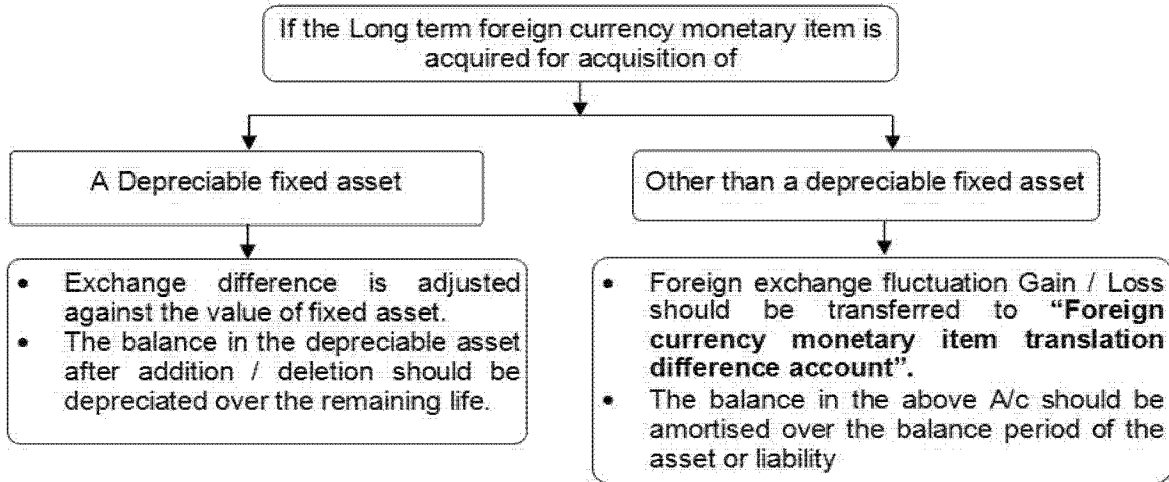 If the Long term foreign currency monetary item is
acquired for acquisition of
A Depreciable fixed asset
Other than a depreciable fixed asset
• Exchange difference is adjusted
against the value of fixed asset.
• The balance in the depreciable asset
after addition / deletion should be
depreciated over the remaining life.
• Foreign exchange fluctuation Gain / Loss
should be transferred to “Foreign
currency monetary item translation
difference account”.
• The balance in the above A/c should be
amortised over the balance period of the
asset or liability